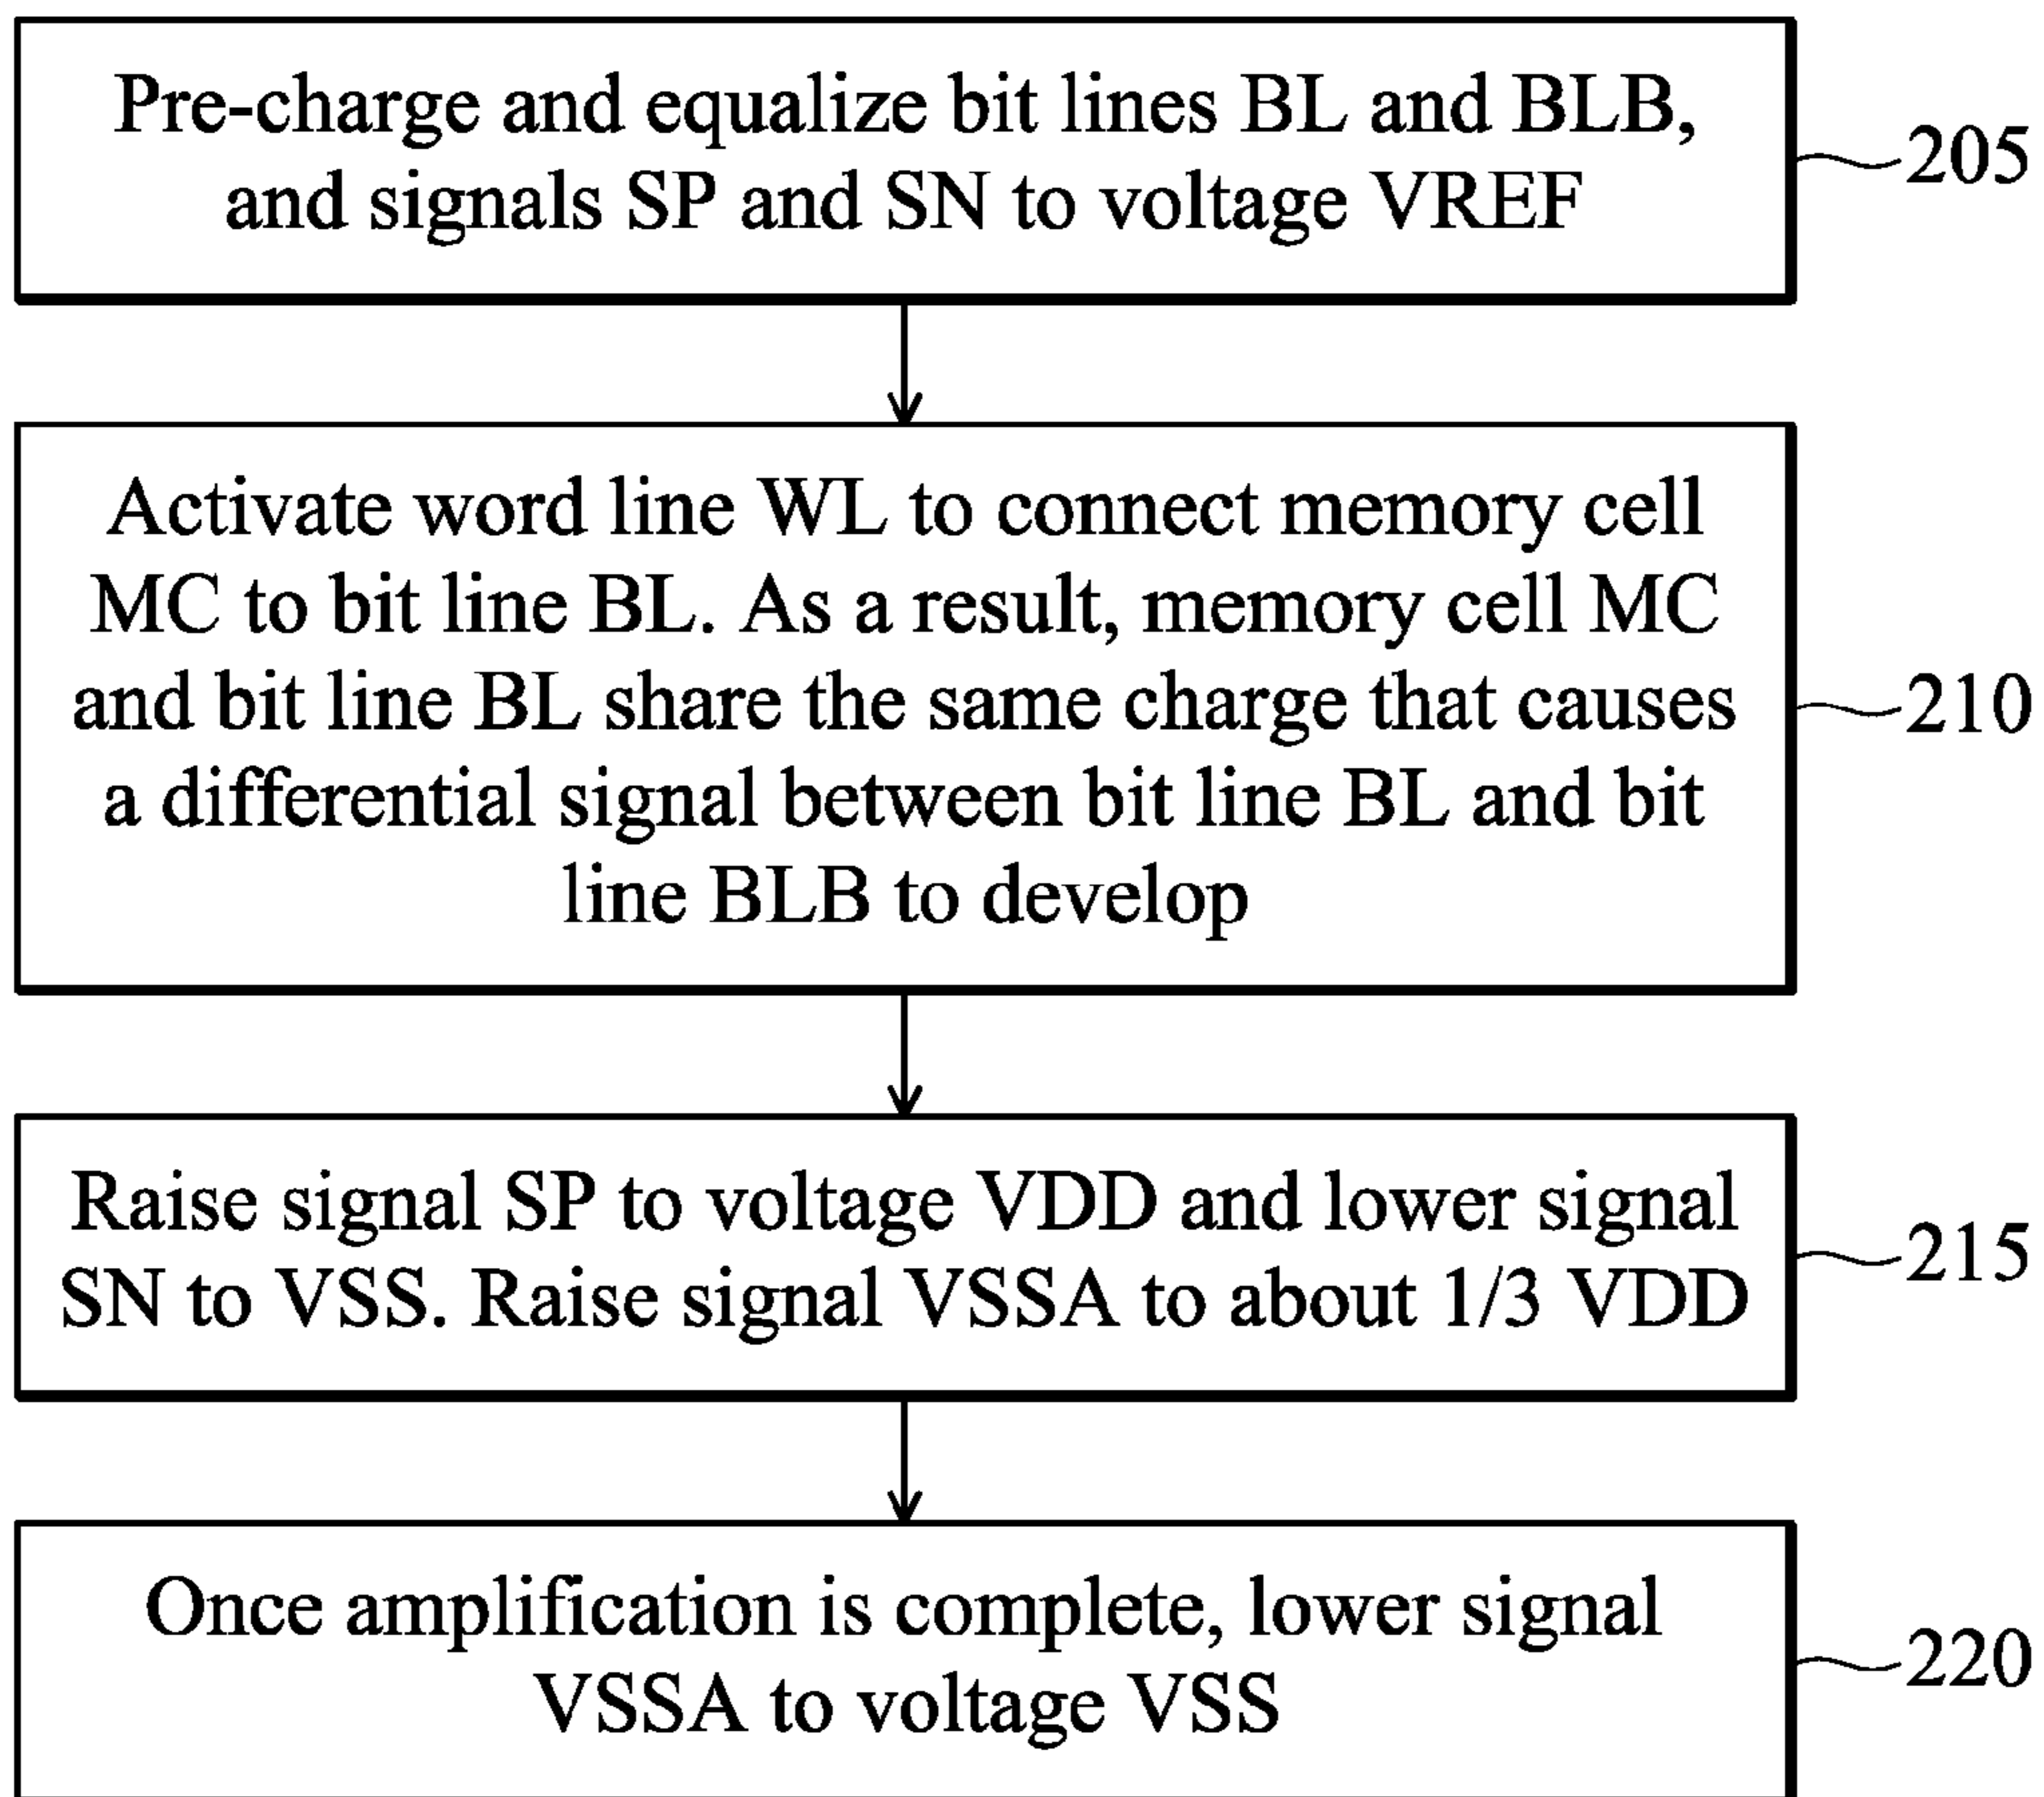 Pre-charge and equalize bit lines BL and BLB,
and signals SP and SN to voltage VREF
205
Activate word line WL to connect memory cell
MC to bit line BL. As a result, memory cell MC
and bit line BL share the same charge that causes
a differential signal between bit line BL and bit
line BLB to develop
210
Raise signal SP to voltage VDD and lower signal
SN to VSS. Raise signal VSSA to about 1/3 VDD
215
Once amplification is complete, lower signal
VSSA to voltage VSS
220